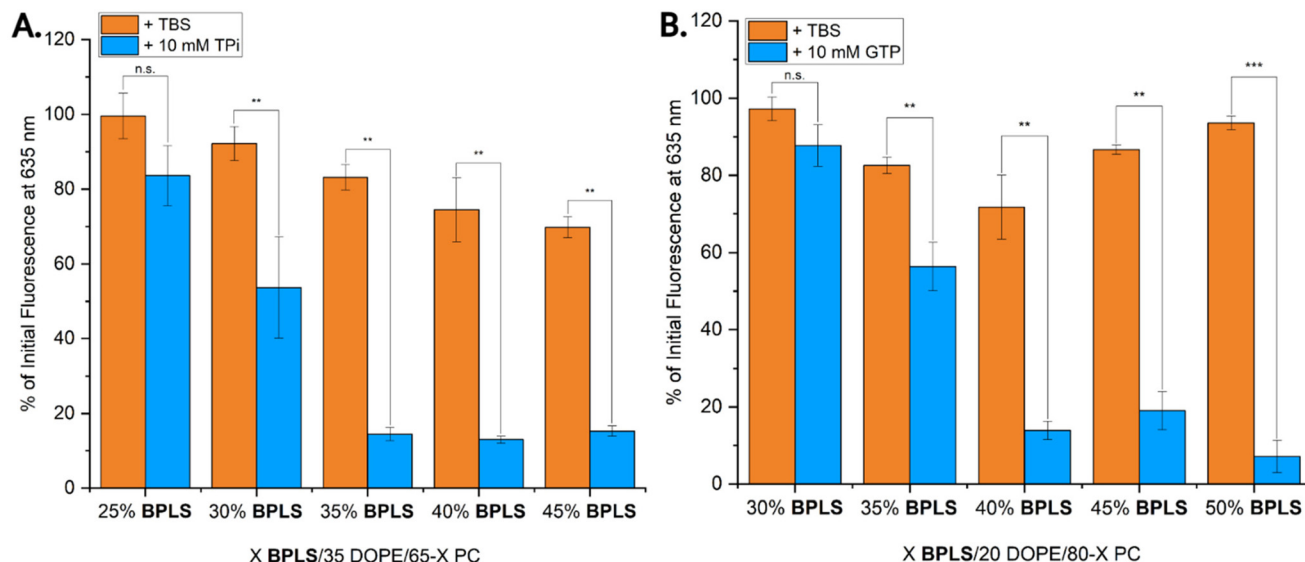 A.
+ TBS
+ 10 mM TPi
% of Initial Fluorescence at 635 nm
120
100
80
60
40
20
0
n.s.
**
**
**
**
25% BPLS
30% BPLS
35% BPLS
40% BPLS
45% BPLS
X BPLS/35 DOPE/65-X PC
B.
+ TBS
+ 10 mM GTP
% of Initial Fluorescence at 635 nm
120
100
80
60
40
20
0
n.s.
**
**
**
***
30% BPLS
35% BPLS
40% BPLS
45% BPLS
50% BPLS
X BPLS/20 DOPE/80-X PC